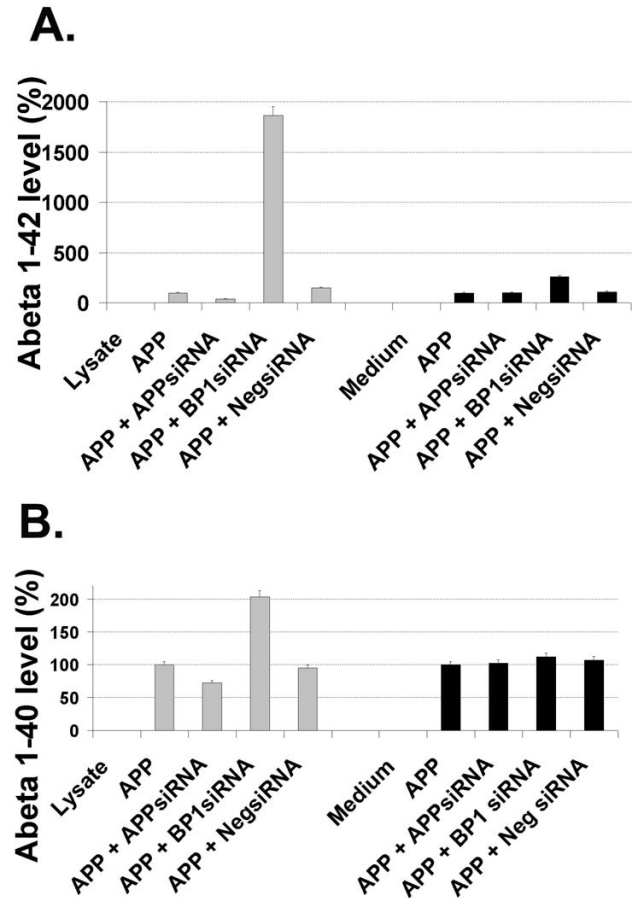 A.
Abeta 1-42 level (%)
2000
1500
1000
500
0
Lysate
APP
APP + APPsiRNA
APP + BP1siRNA
APP + NegsiRNA
Medium
APP
APP + APPsiRNA
APP + BP1siRNA
APP + NegsiRNA
B.
Abeta 1-40 level (%)
200
150
100
50
0
Lysate
APP
APP + APPsiRNA
APP + BP1siRNA
APP + NegsiRNA
Medium
APP
APP + APPsiRNA
APP + BP1 siRNA
APP + Neg siRNA